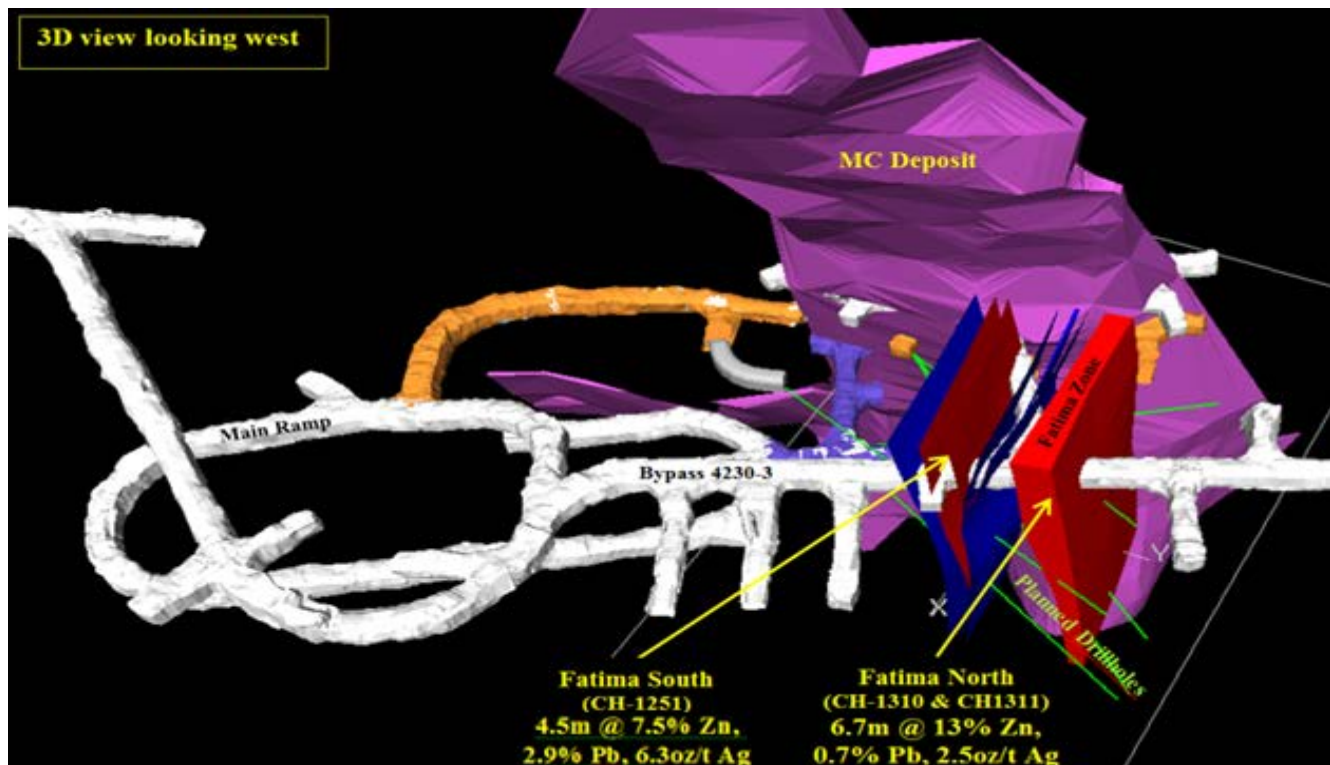 3D view looking west
MC Deposit
Main Ramp
Bypass 4230-3
Fatima Zone
Y
X
Planned Drillholes
Fatima South
(CH-1251)
4.5m @ 7.5% Zn,
2.9% Pb, 6.3oz/t Ag
Fatima North
(CH-1310 & CH1311)
6.7m @ 13% Zn,
0.7% Pb, 2.5oz/t Ag